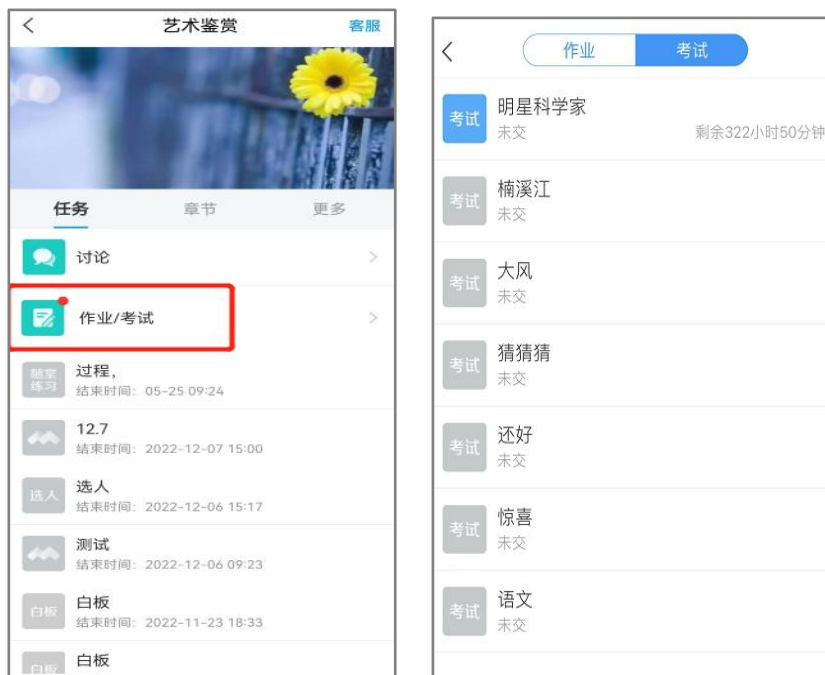 艺术鉴赏 客服
任务 章节 更多
讨论
作业/考试
随堂
练习
过程,
结束时间: 05-25 09:24
12.7
结束时间: 2022-12-07 15:00
选人
选人
结束时间: 2022-12-06 15:17
测试
结束时间: 2022-12-06 09:23
白板
白板
结束时间: 2022-11-23 18:33
白板
白板
作业 考试
考试
明星科学家
未交 剩余322小时50分钟
考试
楠溪江
未交
考试
大风
未交
考试
猜猜猜
未交
考试
还好
未交
考试
惊喜
未交
考试
语文
未交